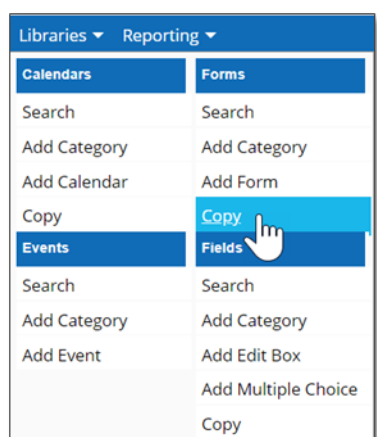 Libraries Reporting
Calendars
Search
Add Category
Add Calendar
Copy
Events
Search
Add Category
Add Event
Forms
Search
Add Category
Add Form
Copy
Fields
Search
Add Category
Add Edit Box
Add Multiple Choice
Copy